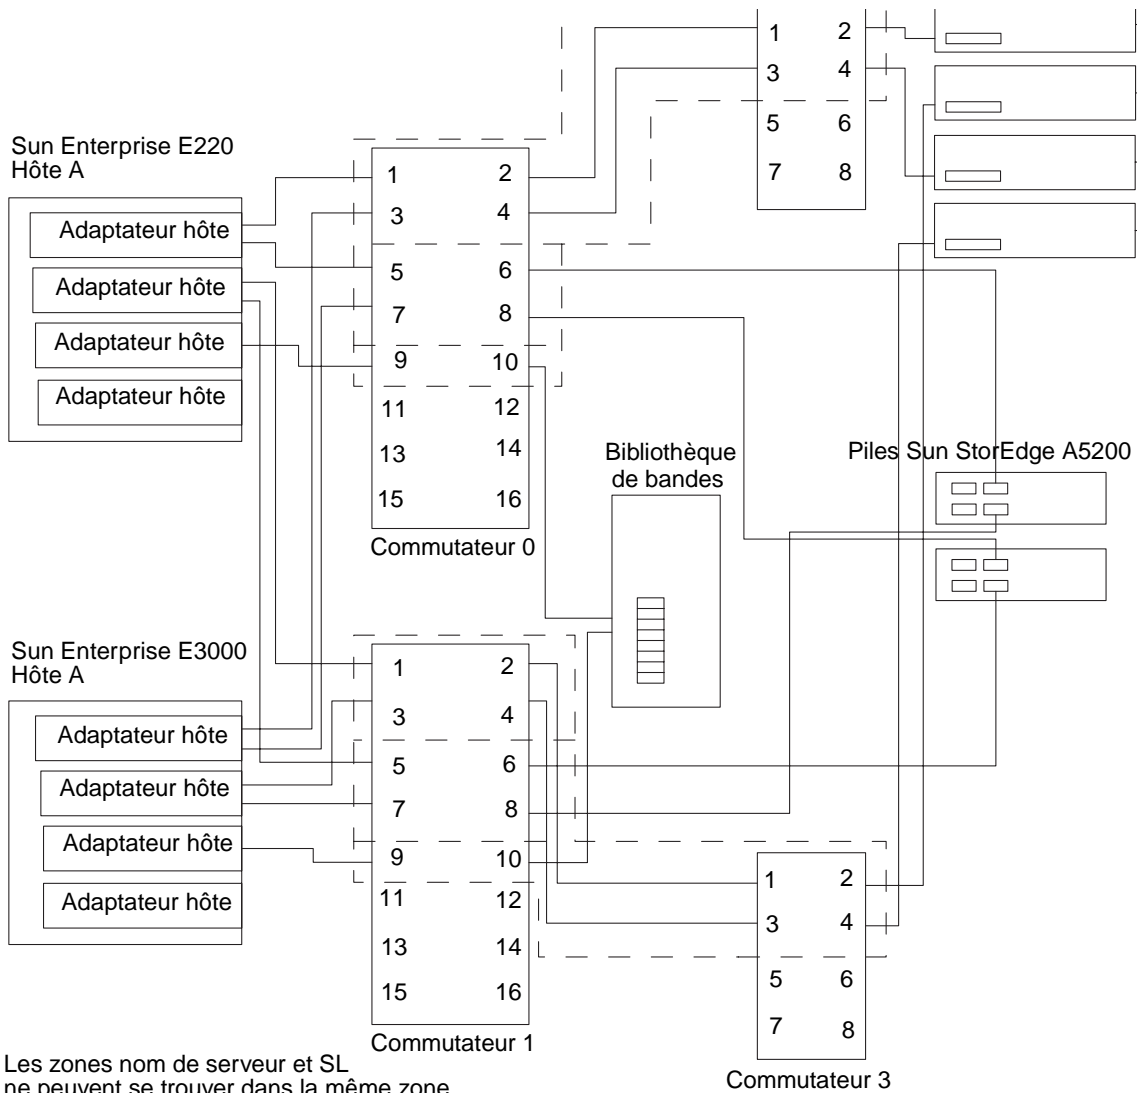 1 2
3 4
5 6
7 8
Sun Enterprise E220
Hôte A
Adaptateur hôte
Adaptateur hôte
Adaptateur hôte
Adaptateur hôte
1 2
3 4
5 6
7 8
9 10
11 12
13 14
15 16
Commutateur 0
Bibliothèque
de bandes
Piles Sun StorEdge A5200
Sun Enterprise E3000
Hôte A
Adaptateur hôte
Adaptateur hôte
Adaptateur hôte
Adaptateur hôte
1 2
3 4
5 6
7 8
9 10
11 12
13 14
15 16
Commutateur 1
1 2
3 4
5 6
7 8
Commutateur 3
Les zones nom de serveur et SL
ne peuvent se trouver dans la même zone